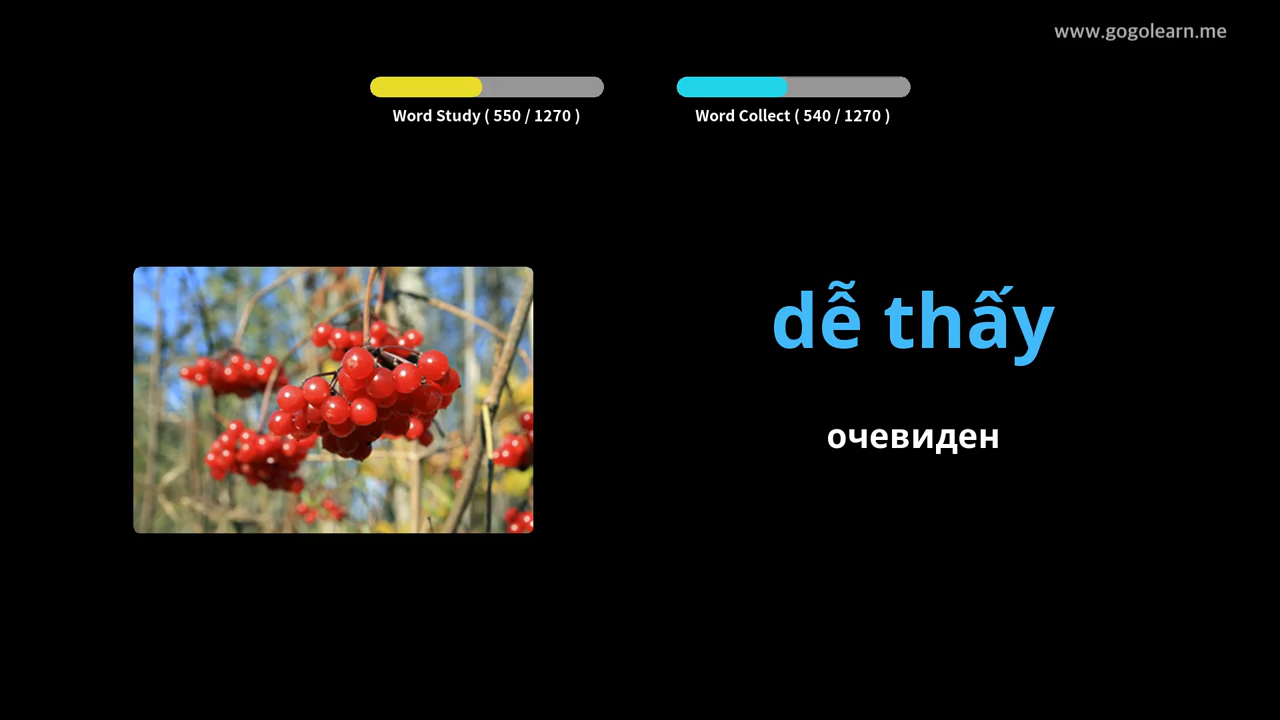 www.gogolearn.me
Word Study ( 550 / 1270 )
Word Collect ( 540 / 1270 )
dễ thấy
очевиден